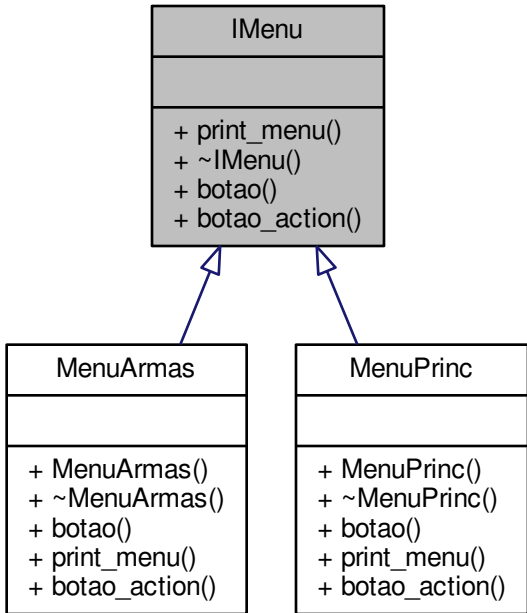 IMenu
+ print_menu()
+ ~IMenu()
+ botao()
+ botao_action()
MenuArmas
+ MenuArmas()
+ ~MenuArmas()
+ botao()
+ print_menu()
+ botao_action()
MenuPrinc
+ MenuPrinc()
+ ~MenuPrinc()
+ botao()
+ print_menu()
+ botao_action()